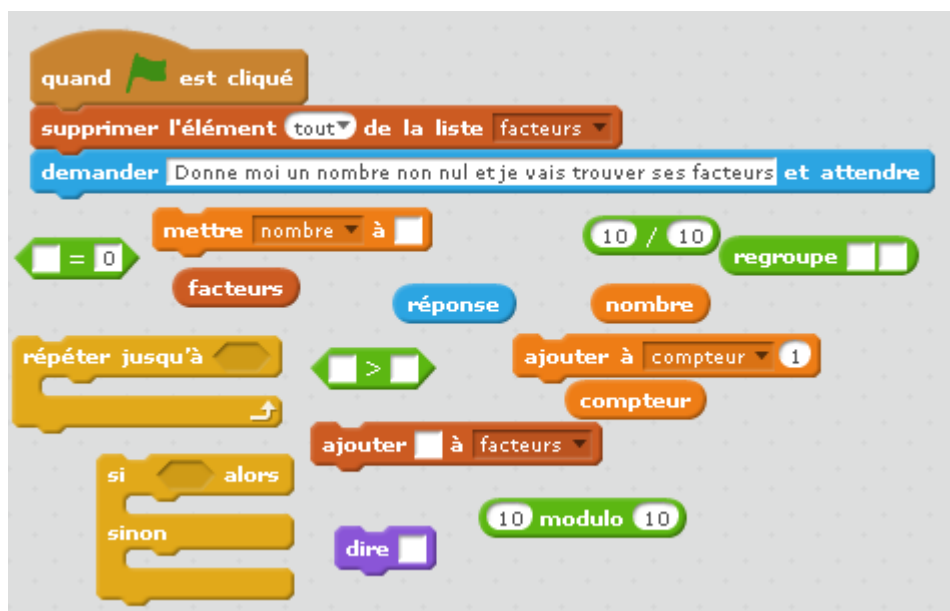 quand est cliqué
supprimer l'élément tout de la liste facteurs
demander Donne moi un nombre non nul et je vais trouver ses facteurs et attendre
mettre nombre à
10 / 10
= 0
regroupe
facteurs
réponse
nombre
répéter jusqu'à
>
ajouter à compteur 1
compteur
ajouter à facteurs
si alors
10 modulo 10
sinon
dire